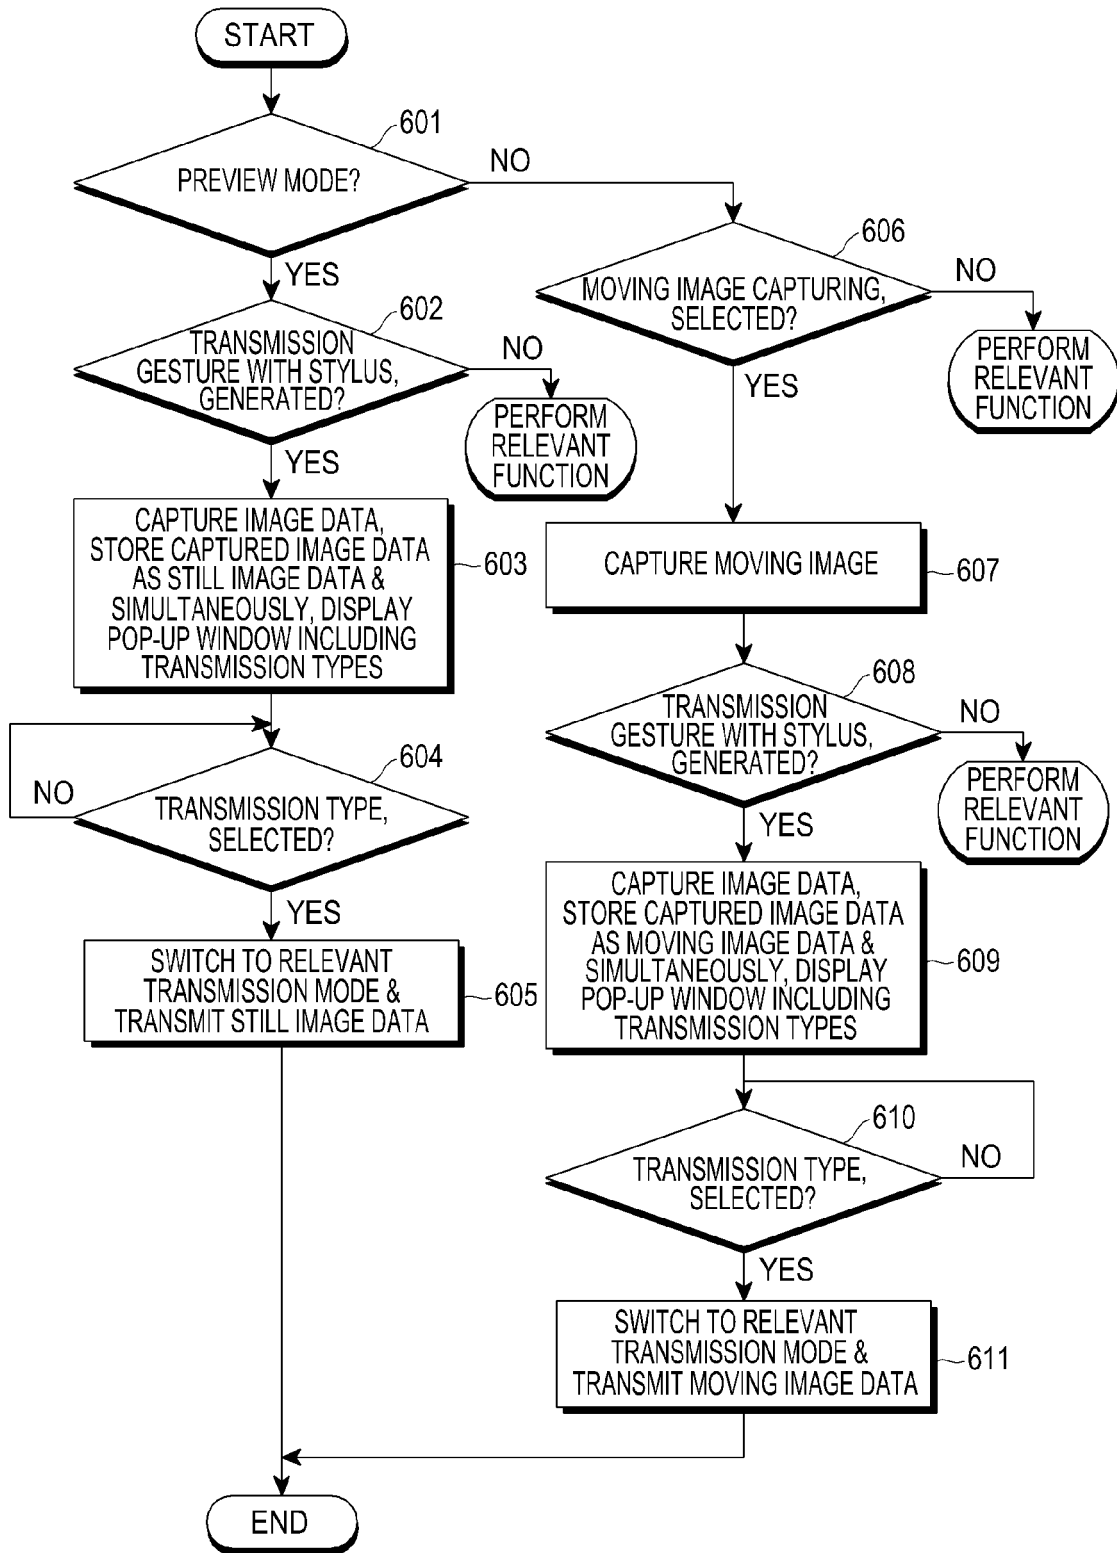 START
601
PREVIEW MODE?
NO
YES
602
TRANSMISSION
GESTURE WITH STYLUS,
GENERATED?
NO
PERFORM
RELEVANT
FUNCTION
YES
CAPTURE IMAGE DATA,
STORE CAPTURED IMAGE DATA
AS STILL IMAGE DATA &
SIMULTANEOUSLY, DISPLAY
POP-UP WINDOW INCLUDING
TRANSMISSION TYPES
603
604
NO
TRANSMISSION TYPE,
SELECTED?
YES
SWITCH TO RELEVANT
TRANSMISSION MODE &
TRANSMIT STILL IMAGE DATA
605
606
MOVING IMAGE CAPTURING,
SELECTED?
NO
PERFORM
RELEVANT
FUNCTION
YES
CAPTURE MOVING IMAGE
607
608
TRANSMISSION
GESTURE WITH STYLUS,
GENERATED?
NO
PERFORM
RELEVANT
FUNCTION
YES
CAPTURE IMAGE DATA,
STORE CAPTURED IMAGE DATA
AS MOVING IMAGE DATA &
SIMULTANEOUSLY, DISPLAY
POP-UP WINDOW INCLUDING
TRANSMISSION TYPES
609
610
TRANSMISSION TYPE,
SELECTED?
NO
YES
SWITCH TO RELEVANT
TRANSMISSION MODE &
TRANSMIT MOVING IMAGE DATA
611
END